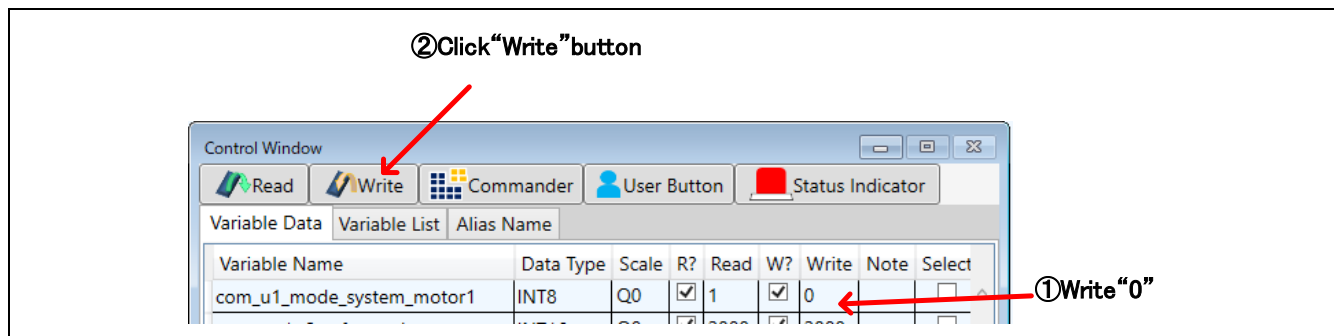 ②Click“Write”button
Control Window
Read Write Commander User Button Status Indicator
Variable Data Variable List Alias Name
Variable Name Data Type Scale R? Read W? Write Note Select
com_u1_mode_system_motor1 INT8 Q0 1 0
①Write“0”